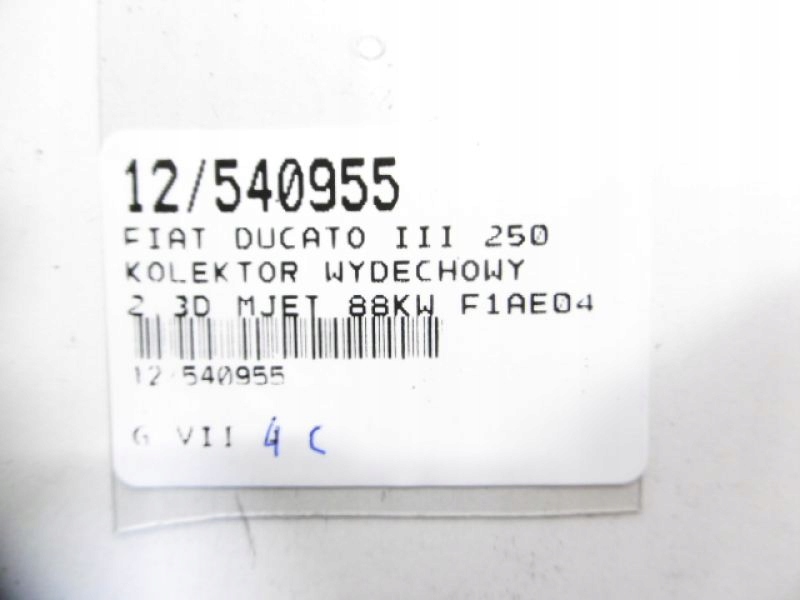 12/540955
FIAT DUCATO III 250
KOLEKTOR WYDECHOWY
2.3D MJET 88KW F1AE04
12/540955
G VII 4 C